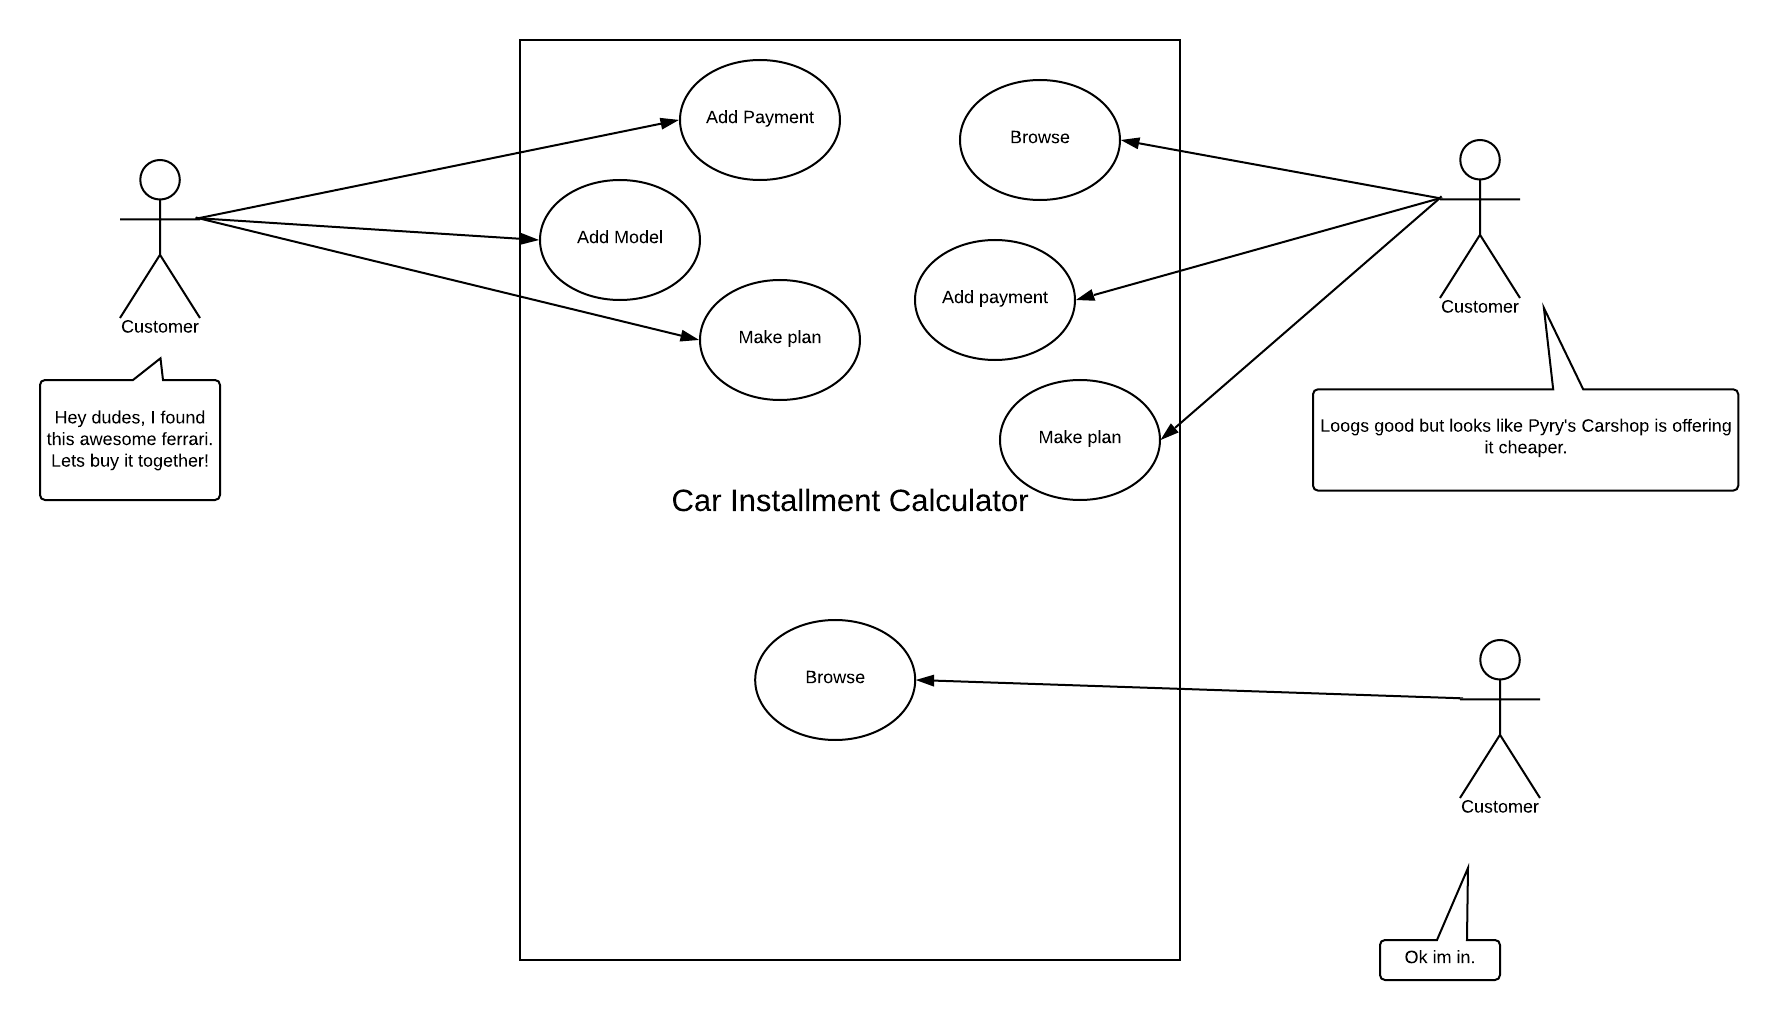 Add Payment
Browse
Add Model
Add payment
Make plan
Customer
Customer
Hey dudes, I found
this awesome ferrari.
Lets buy it together!
Make plan
Loogs good but looks like Pyry's Carshop is offering
it cheaper.
Car Installment Calculator
Browse
Customer
Ok im in.